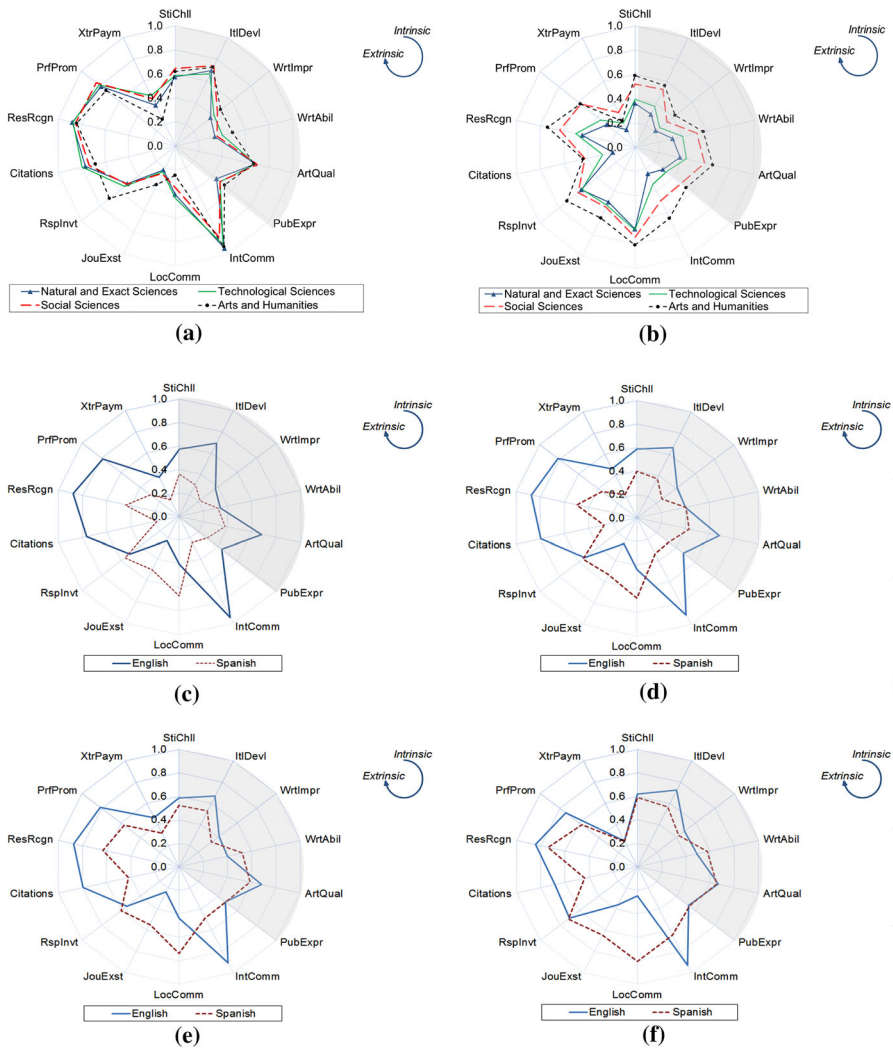 StiChll
ItlDevl
WrtImpr
WrtAbil
ArtQual
PubExpr
IntComm
LocComm
JouExst
RspInvt
Citations
ResRcgn
PrfProm
XtrPaym
1.0
0.8
0.6
0.4
0.2
0.0
Intrinsic
Extrinsic
Natural and Exact Sciences
Technological Sciences
Social Sciences
Arts and Humanities
(a)
StiChll
ItlDevl
WrtImpr
WrtAbil
ArtQual
PubExpr
IntComm
LocComm
JouExst
RspInvt
Citations
ResRcgn
PrfProm
XtrPaym
1.0
0.8
0.6
0.4
0.2
0.0
Intrinsic
Extrinsic
Natural and Exact Sciences
Technological Sciences
Social Sciences
Arts and Humanities
(b)
StiChll
ItlDevl
WrtImpr
WrtAbil
ArtQual
PubExpr
IntComm
LocComm
JouExst
RspInvt
Citations
ResRcgn
PrfProm
XtrPaym
1.0
0.8
0.6
0.4
0.2
0.0
Intrinsic
Extrinsic
English
Spanish
(c)
StiChll
ItlDevl
WrtImpr
WrtAbil
ArtQual
PubExpr
IntComm
LocComm
JouExst
RspInvt
Citations
ResRcgn
PrfProm
XtrPaym
1.0
0.8
0.6
0.4
0.2
0.0
Intrinsic
Extrinsic
English
Spanish
(d)
StiChll
ItlDevl
WrtImpr
WrtAbil
ArtQual
PubExpr
IntComm
LocComm
JouExst
RspInvt
Citations
ResRcgn
PrfProm
XtrPaym
1.0
0.8
0.6
0.4
0.2
0.0
Intrinsic
Extrinsic
English
Spanish
(e)
StiChll
ItlDevl
WrtImpr
WrtAbil
ArtQual
PubExpr
IntComm
LocComm
JouExst
RspInvt
Citations
ResRcgn
PrfProm
XtrPaym
1.0
0.8
0.6
0.4
0.2
0.0
Intrinsic
Extrinsic
English
Spanish
(f)